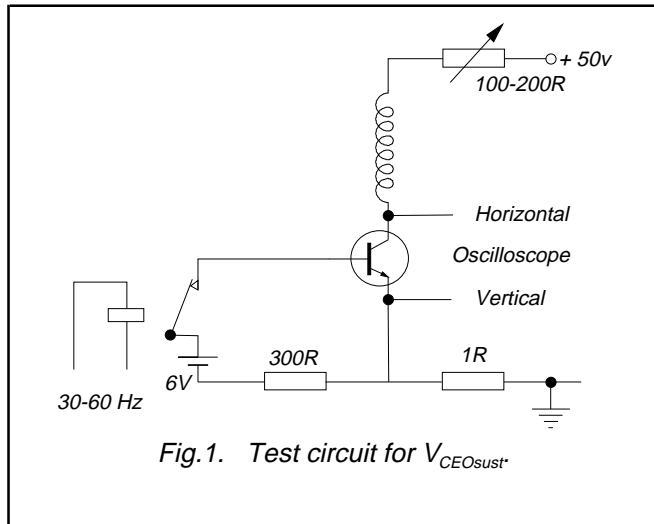 + 50v
100-200R
Horizontal
Oscilloscope
Vertical
300R
1R
6V
30-60 Hz
Fig.1. Test circuit for VCEOsust.